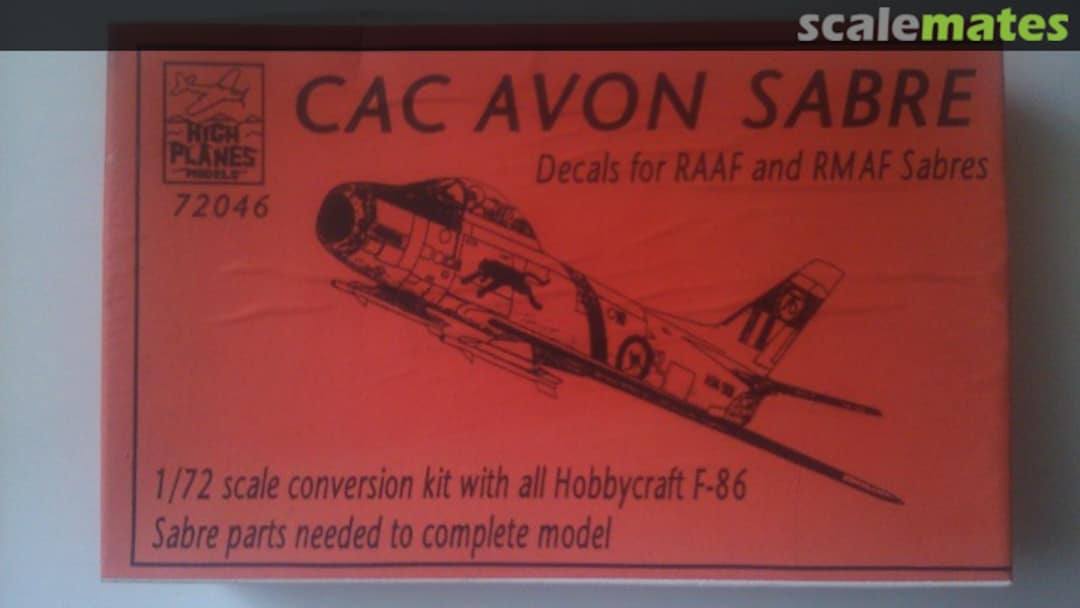 scalemates
HIGH
PLANES
MODELS
72046
CAC AVON SABRE
Decals for RAAF and RMAF Sabres
1/72 scale conversion kit with all Hobbycraft F-86
Sabre parts needed to complete model